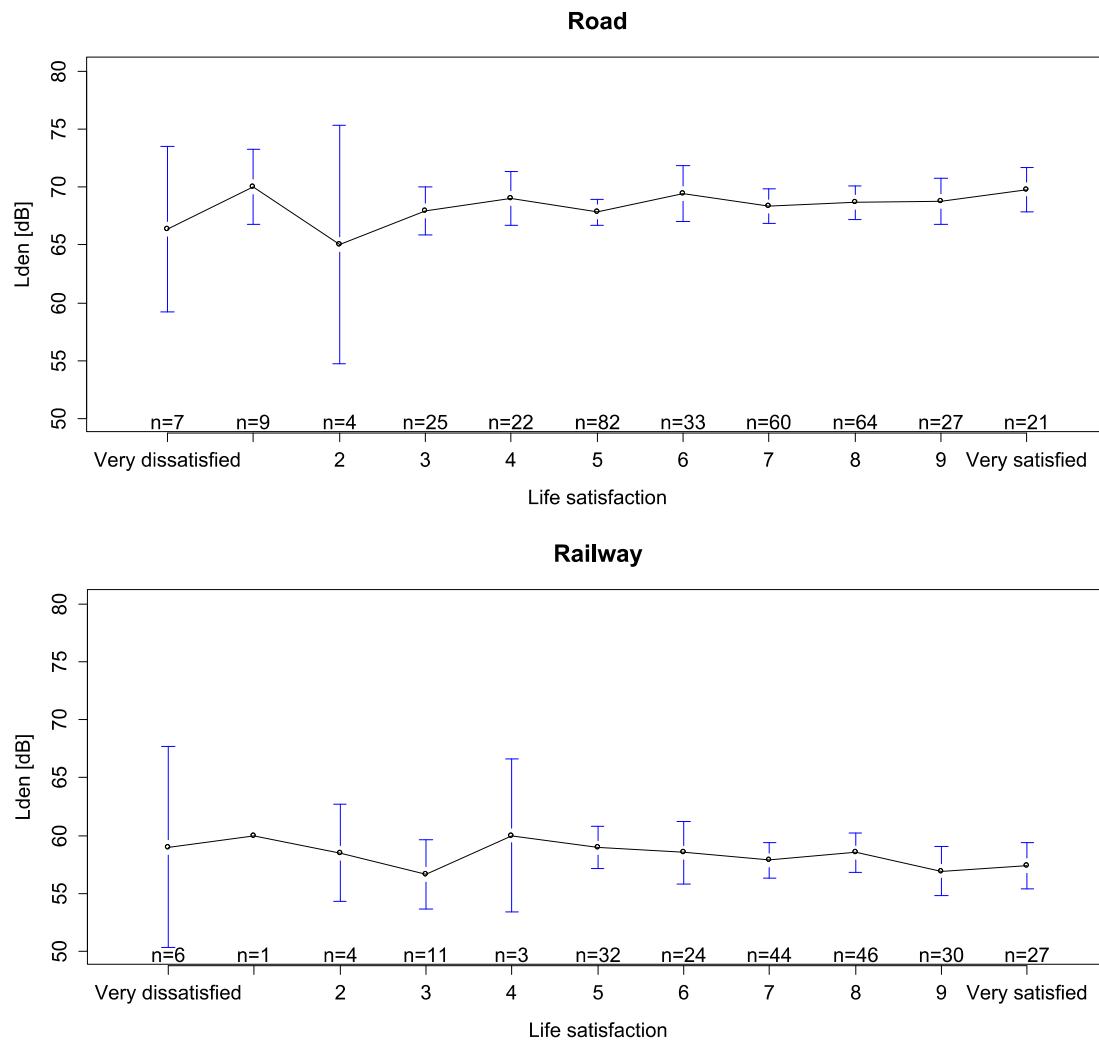 Road
80
75
70
65
60
55
50
Lden [dB]
n=7 n=9 n=4 n=25 n=22 n=82 n=33 n=60 n=64 n=27 n=21
Very dissatisfied 2 3 4 5 6 7 8 9 Very satisfied
Life satisfaction
Railway
80
75
70
65
60
55
50
Lden [dB]
n=6 n=1 n=4 n=11 n=3 n=32 n=24 n=44 n=46 n=30 n=27
Very dissatisfied 2 3 4 5 6 7 8 9 Very satisfied
Life satisfaction